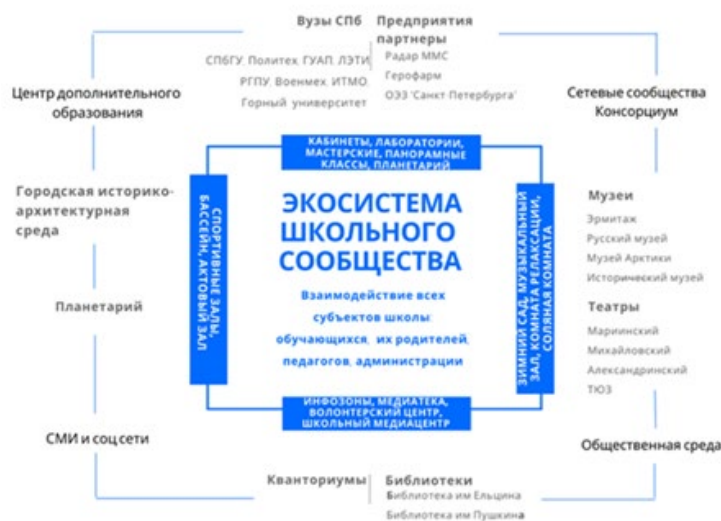 Вузы СПб
СПбГУ, Политех, ГУАП, ЛЭТИ
РГПУ, Военмех, ИТМО,
Горный университет
Предприятия
партнеры
Радар ММС
Герофарм
ОЭЗ 'Санкт Петербурга'
Центр дополнительного
образования
Сетевые сообщества
Консорциум
КАБИНЕТЫ, ЛАБОРАТОРИИ,
МАСТЕРСКИЕ, ПАНОРАМНЫЕ
КЛАССЫ, ПЛАНЕТАРИЙ
Городская историко-
архитектурная
среда
Планетарий
СПОРТИВНЫЕ ЗАЛЫ,
БАССЕЙН, АКТОВЫЙ ЗАЛ
ЭКОСИСТЕМА
ШКОЛЬНОГО
СООБЩЕСТВА
Взаимодействие всех
субъектов школы:
обучающихся, их родителей,
педагогов, администрации
ЗИМНИЙ САД, МУЗЫКАЛЬНЫЙ
ЗАЛ, КОМНАТА РЕЛАКСАЦИИ,
СОЛЯНАЯ КОМНАТА
Музеи
Эрмитаж
Русский музей
Музей Арктики
Исторический музей
Театры
Мариинский
Михайловский
Александринский
ТЮЗ
ИНФОЗОНЫ, МЕДИАТЕКА,
ВОЛОНТЕРСКИЙ ЦЕНТР,
ШКОЛЬНЫЙ МЕДИАЦЕНТР
СМИ и соц сети
Общественная среда
Кванториумы
Библиотеки
Библиотека им Ельцина
Библиотека им Пушкина